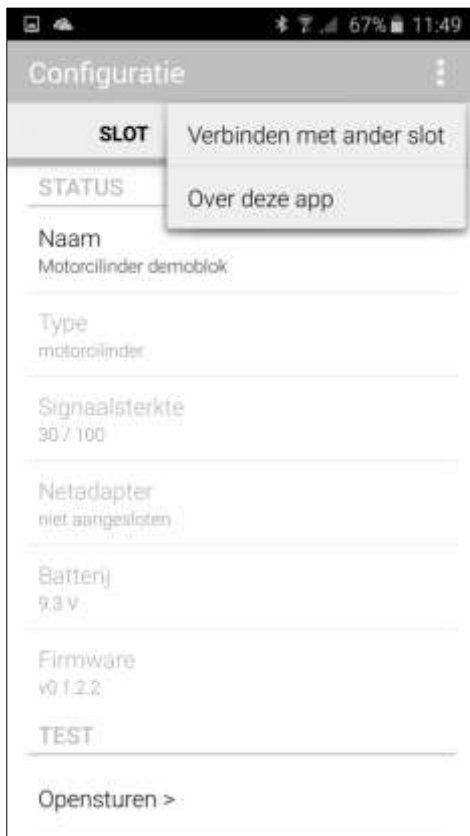 67% 11:49
Configuratie
SLOT
Verbinden met ander slot
Over deze app
STATUS
Naam
Motorcilinder demoblok
Type
motorcilinder
Signaalsterkte
30 / 100
Netadapter
niet aangesloten
Batterij
9.3 V
Firmware
v0.1.2.2
TEST
Opensturen >